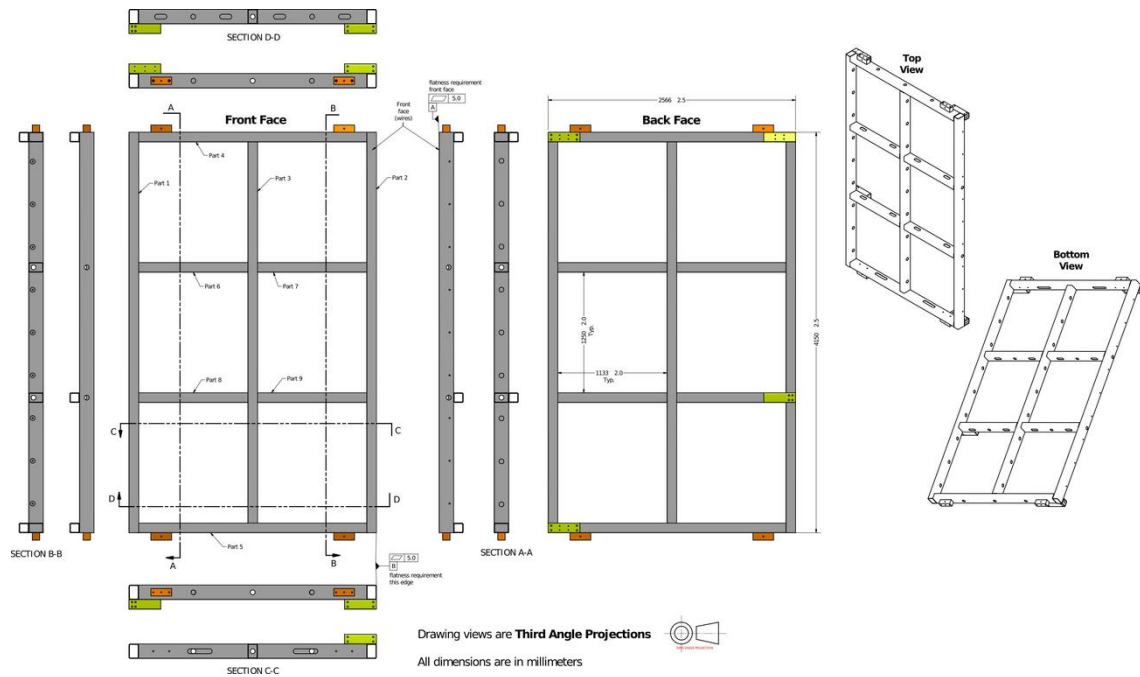 SECTION D-D
flatness requirement
front face
5.0
A
A
B
Front Face
Front
face
(wires)
Part 4
Part 1
Part 3
Part 2
Part 6
Part 7
Part 8
Part 9
C
C
D
D
Part 5
A
B
SECTION B-B
SECTION A-A
5.0
B
flatness requirement
this edge
SECTION C-C
2566 2.5
Back Face
1250 2.0
Typ.
1133 2.0
Typ.
4150 2.5
Top
View
Bottom
View
Drawing views are Third Angle Projections
THIRD ANGLE PROJECTION
All dimensions are in millimeters